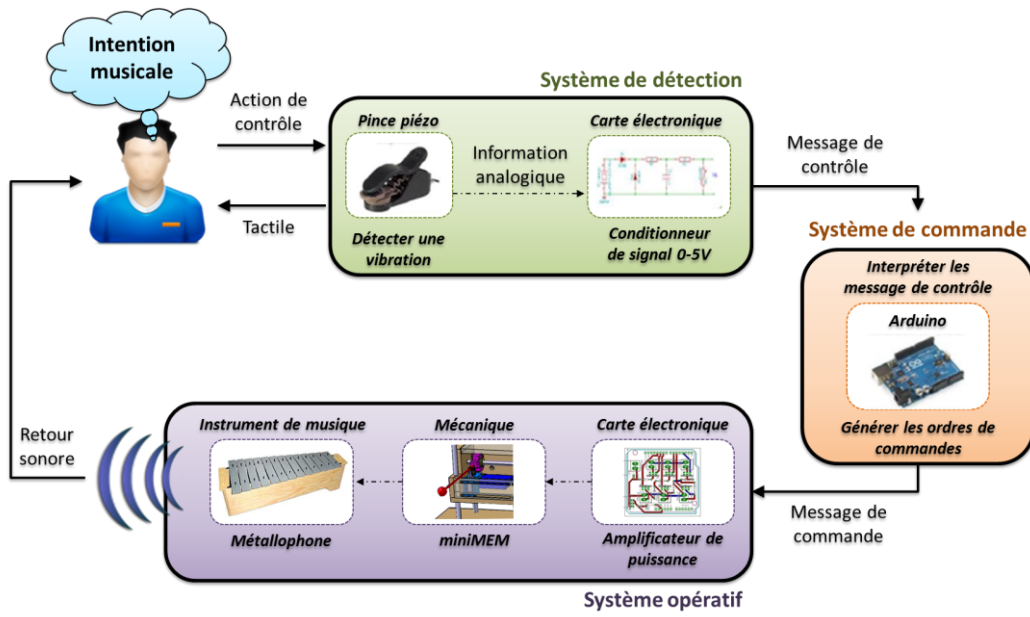 Intention
musicale
Action de
contrôle
Tactile
Système de détection
Pince piézo
Détecter une
vibration
Information
analogique
Carte électronique
Conditionneur
de signal 0-5V
Message de
contrôle
Système de commande
Interpréter les
message de contrôle
Arduino
Générer les ordres de
commandes
Message de
commande
Carte électronique
Amplificateur de
puissance
Mécanique
miniMEM
Instrument de musique
Métallophone
Système opératif
Retour
sonore